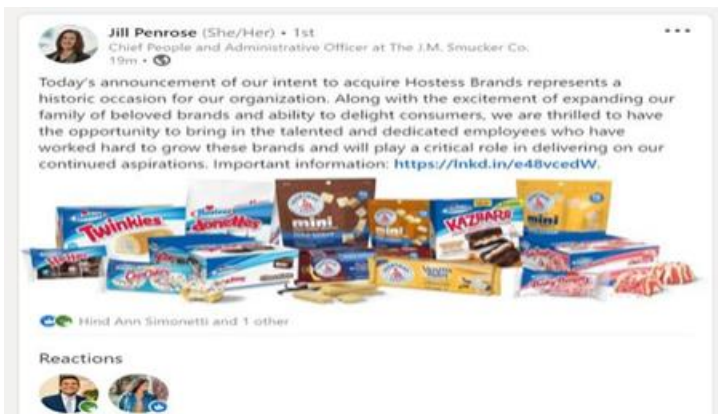 Jill Penrose (She/Her) • 1st
Chief People and Administrative Officer at The J.M. Smucker Co.
19m •
Today's announcement of our intent to acquire Hostess Brands represents a
historic occasion for our organization. Along with the excitement of expanding our
family of beloved brands and ability to delight consumers, we are thrilled to have
the opportunity to bring in the talented and dedicated employees who have
worked hard to grow these brands and will play a critical role in delivering on our
continued aspirations. Important information: https://lnkd.in/e48vcedW.
Twinkies
Hostess
donettes
mini
mini
KAZBARS
mini
CupCakes
Hind Ann Simonetti and 1 other
Reactions